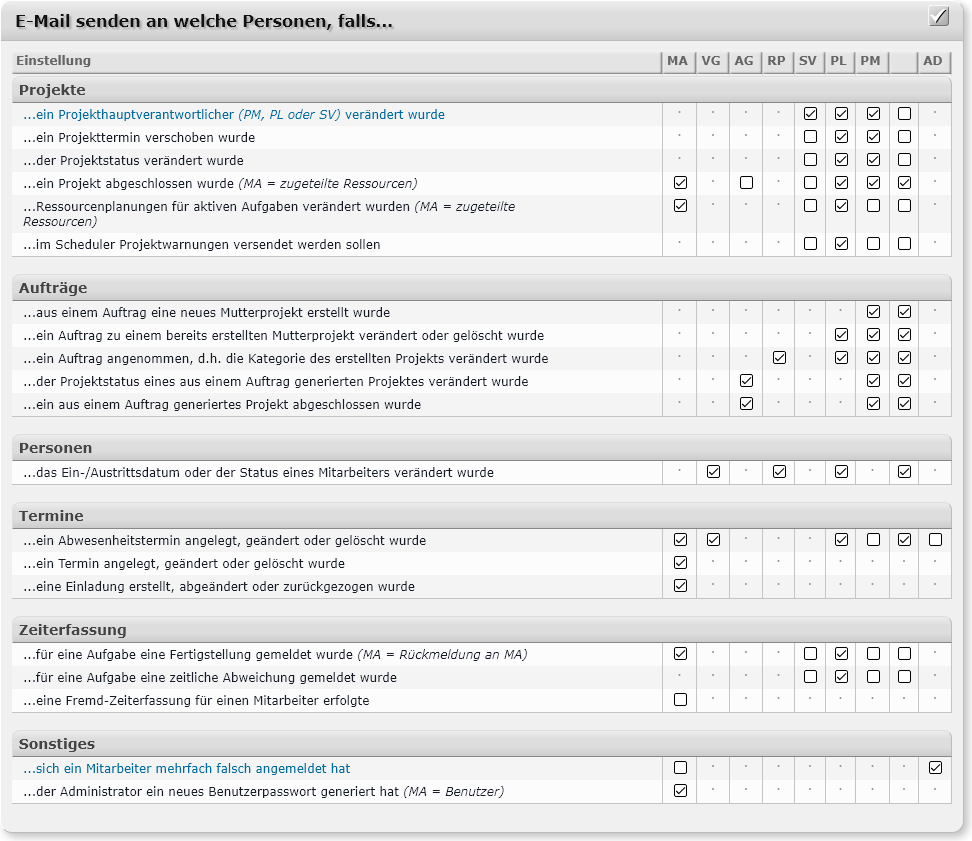 E-Mail senden an welche Personen, falls...
Einstellung MA VG AG RP SV PL PM AD
Projekte
...ein Projekthauptverantwortlicher (PM, PL oder SV) verändert wurde
...ein Projekttermin verschoben wurde
...der Projektstatus verändert wurde
...ein Projekt abgeschlossen wurde (MA = zugeteilte Ressourcen)
...Ressourcenplanungen für aktiven Aufgaben verändert wurden (MA = zugeteilte
Ressourcen)
...im Scheduler Projektwarnungen versendet werden sollen
Aufträge
...aus einem Auftrag eine neues Mutterprojekt erstellt wurde
...ein Auftrag zu einem bereits erstellten Mutterprojekt verändert oder gelöscht wurde
...ein Auftrag angenommen, d.h. die Kategorie des erstellten Projekts verändert wurde
...der Projektstatus eines aus einem Auftrag generierten Projektes verändert wurde
...ein aus einem Auftrag generiertes Projekt abgeschlossen wurde
Personen
...das Ein-/Austrittsdatum oder der Status eines Mitarbeiters verändert wurde
Termine
...ein Abwesenheitstermin angelegt, geändert oder gelöscht wurde
...ein Termin angelegt, geändert oder gelöscht wurde
...eine Einladung erstellt, abgeändert oder zurückgezogen wurde
Zeiterfassung
...für eine Aufgabe eine Fertigstellung gemeldet wurde (MA = Rückmeldung an MA)
...für eine Aufgabe eine zeitliche Abweichung gemeldet wurde
...eine Fremd-Zeiterfassung für einen Mitarbeiter erfolgte
Sonstiges
...sich ein Mitarbeiter mehrfach falsch angemeldet hat
...der Administrator ein neues Benutzerpasswort generiert hat (MA = Benutzer)